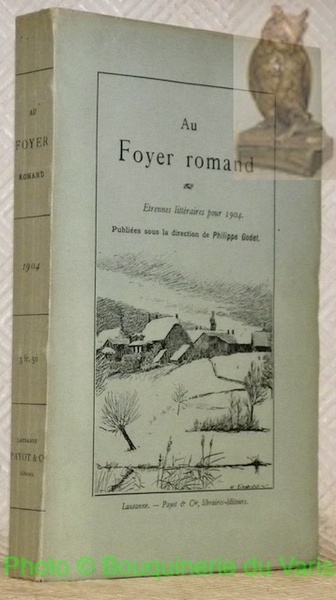 AU
FOYER
ROMAND
1904
3 fr. 50
LAUSANNE
PAYOT & Cie
Au
Foyer romand
Etrennes littéraires pour 1904.
Publiées sous la direction de Philippe Godet.
Lausanne. — Payot & Cie, libraires-éditeurs.
Photo © Bouquinerie du Varis